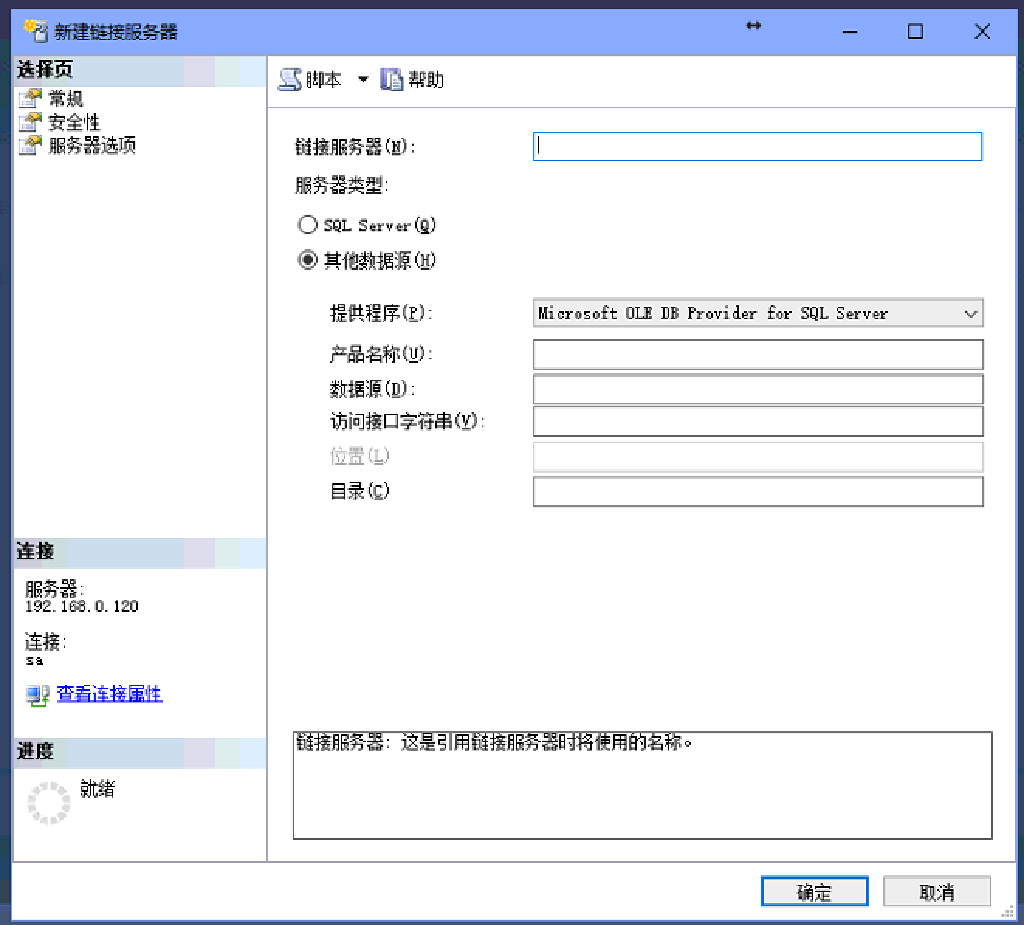 新建链接服务器
选择页
常规
安全性
服务器选项
脚本 帮助
链接服务器(N):
服务器类型:
SQL Server(Q)
其他数据源(H)
提供程序(P): Microsoft OLE DB Provider for SQL Server
产品名称(U):
数据源(D):
访问接口字符串(V):
位置(L)
目录(C)
连接
服务器:
192.168.0.120
连接:
sa
查看连接属性
进度
就绪
链接服务器: 这是引用链接服务器时将使用的名称。
确定 取消